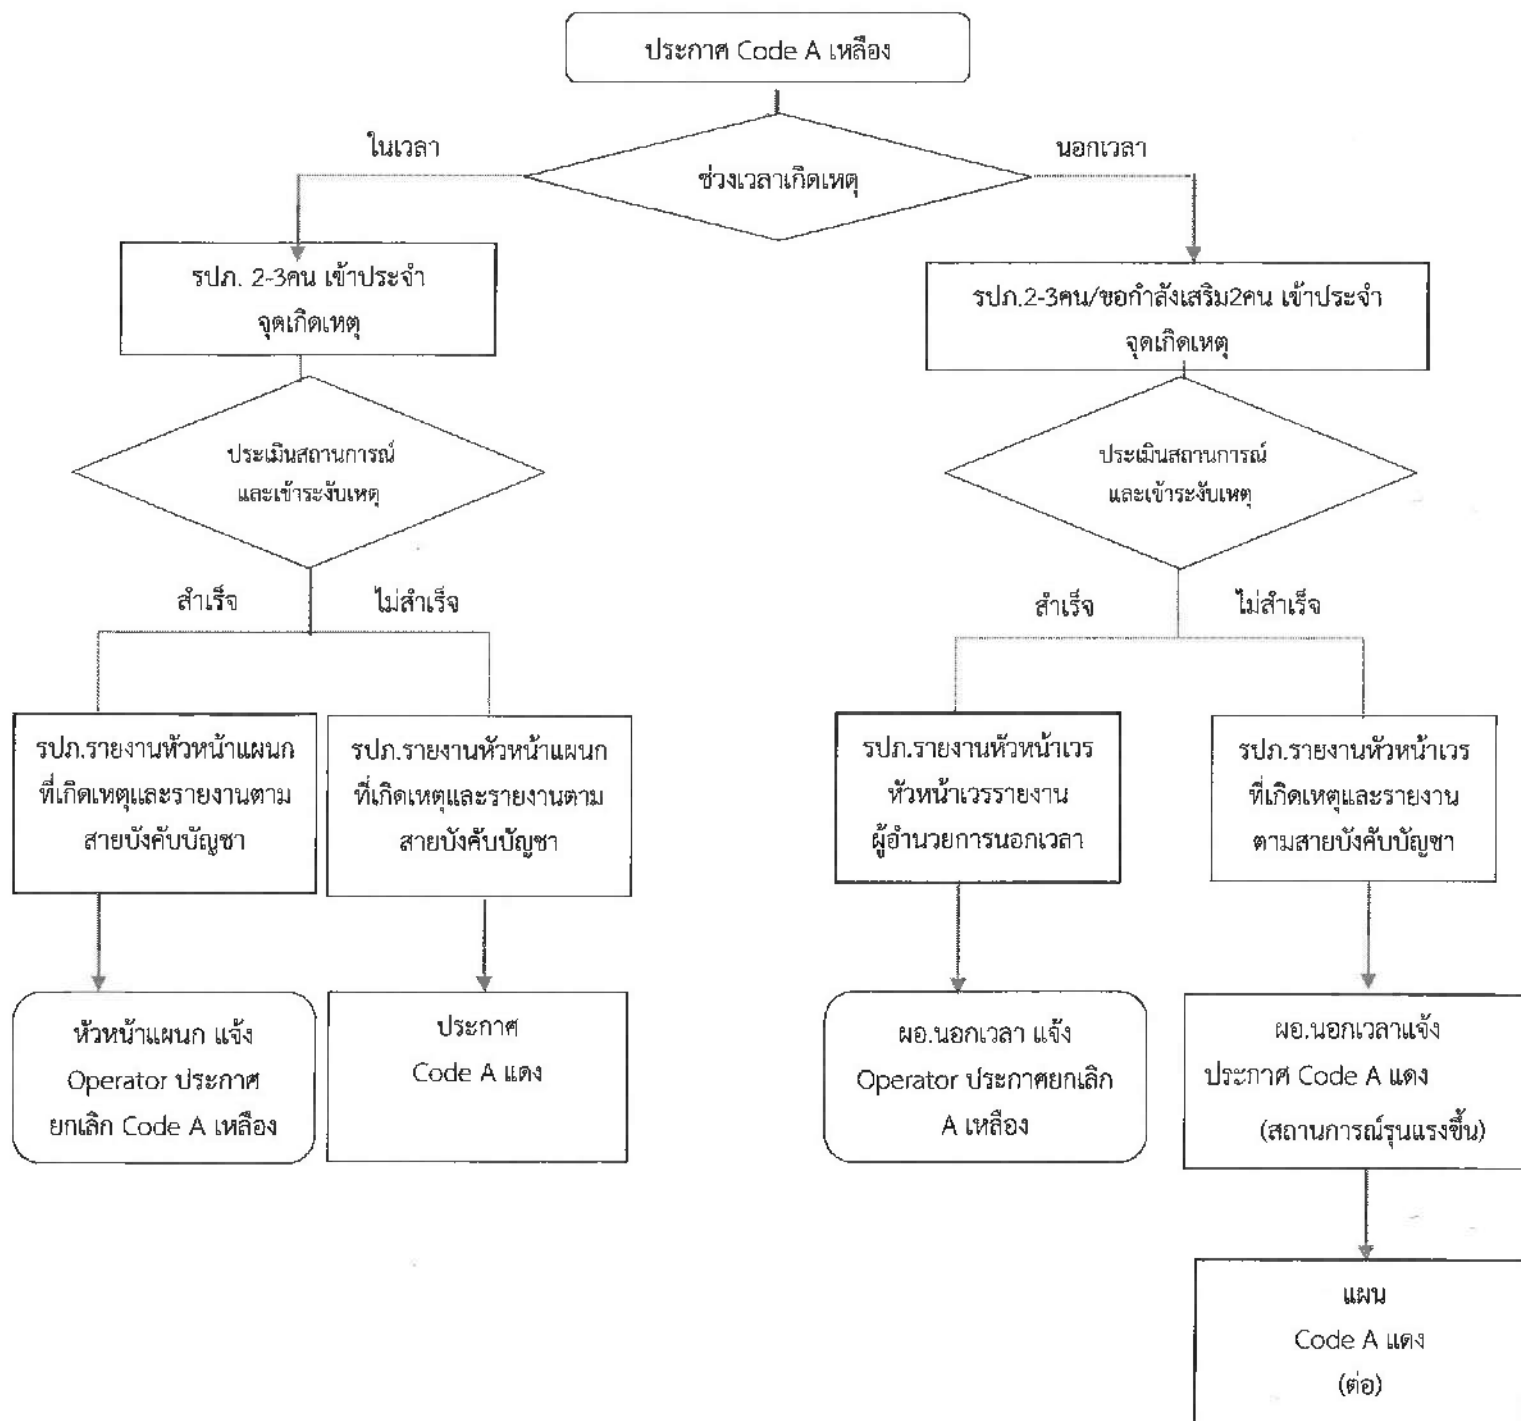 ประกาศ Code A เหลือง
ช่วงเวลาเกิดเหตุ
ในเวลา
นอกเวลา
รปภ. 2-3คน เข้าประจำ
จุดเกิดเหตุ
รปภ.2-3คน/ขอกำลังเสริม2คน เข้าประจำ
จุดเกิดเหตุ
ประเมินสถานการณ์
และเข้าระงับเหตุ
ประเมินสถานการณ์
และเข้าระงับเหตุ
สำเร็จ
ไม่สำเร็จ
สำเร็จ
ไม่สำเร็จ
รปภ.รายงานหัวหน้าแผนก
ที่เกิดเหตุและรายงานตาม
สายบังคับบัญชา
รปภ.รายงานหัวหน้าแผนก
ที่เกิดเหตุและรายงานตาม
สายบังคับบัญชา
รปภ.รายงานหัวหน้าเวร
หัวหน้าเวรรายงาน
ผู้อำนวยการนอกเวลา
รปภ.รายงานหัวหน้าเวร
ที่เกิดเหตุและรายงาน
ตามสายบังคับบัญชา
หัวหน้าแผนก แจ้ง
Operator ประกาศ
ยกเลิก Code A เหลือง
ประกาศ
Code A แดง
ผอ.นอกเวลา แจ้ง
Operator ประกาศยกเลิก
A เหลือง
ผอ.นอกเวลาแจ้ง
ประกาศ Code A แดง
(สถานการณ์รุนแรงขึ้น)
แผน
Code A แดง
(ต่อ)